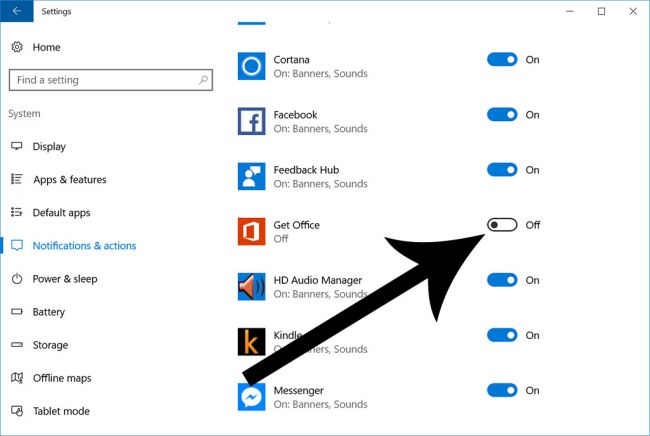 Settings
Home
Find a setting
System
Display
Apps & features
Default apps
Notifications & actions
Power & sleep
Battery
Storage
Offline maps
Tablet mode
Cortana
On: Banners, Sounds
On
Facebook
On: Banners, Sounds
On
Feedback Hub
On: Banners, Sounds
On
Get Office
Off
Off
HD Audio Manager
On: Banners, Sounds
On
Kindle
Banners, Sounds
On
Messenger
On: Banners, Sounds
On